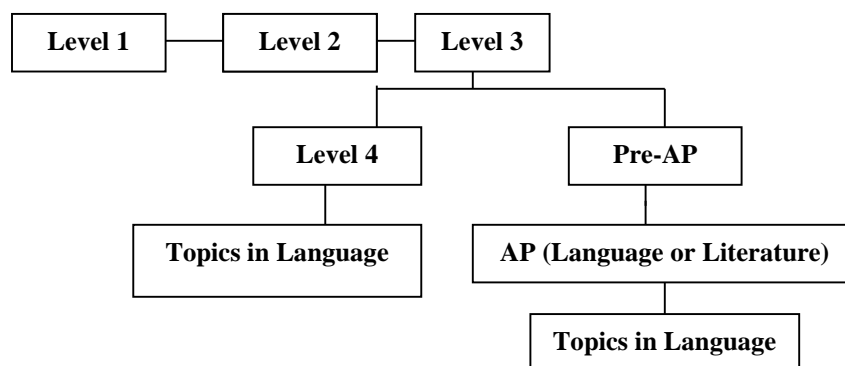 Level 1
Level 2
Level 3
Level 4
Pre-AP
Topics in Language
AP (Language or Literature)
Topics in Language